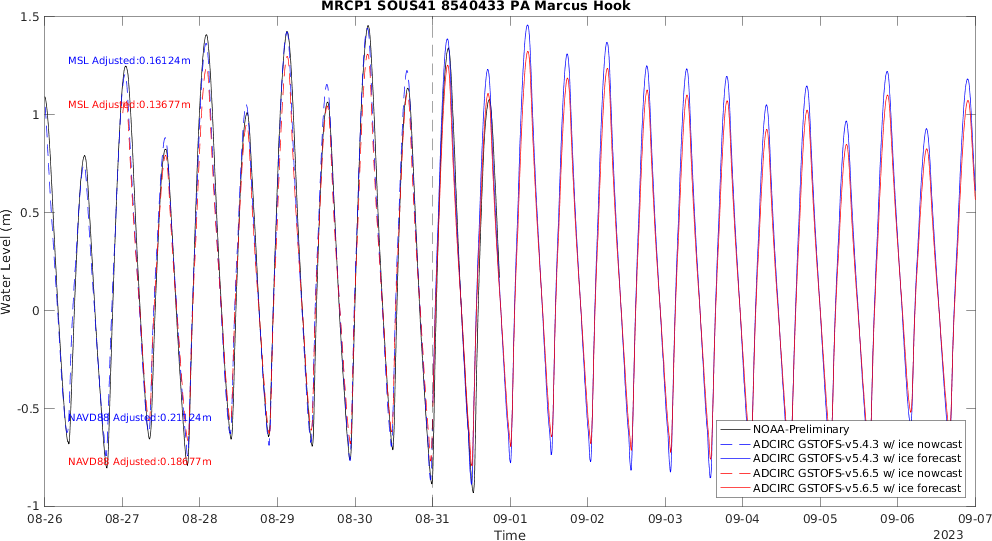 MRCP1 SOUS41 8540433 PA Marcus Hook
1.5
1
0.5
0
-0.5
-1
Water Level (m)
MSL Adjusted:0.16124m
MSL Adjusted:0.13677m
NAVD88 Adjusted:0.21124m
NAVD88 Adjusted:0.18677m
NOAA-Preliminary
ADCIRC GSTOFS-v5.4.3 w/ ice nowcast
ADCIRC GSTOFS-v5.4.3 w/ ice forecast
ADCIRC GSTOFS-v5.6.5 w/ ice nowcast
ADCIRC GSTOFS-v5.6.5 w/ ice forecast
08-26 08-27 08-28 08-29 08-30 08-31 09-01 09-02 09-03 09-04 09-05 09-06 09-07
Time
2023